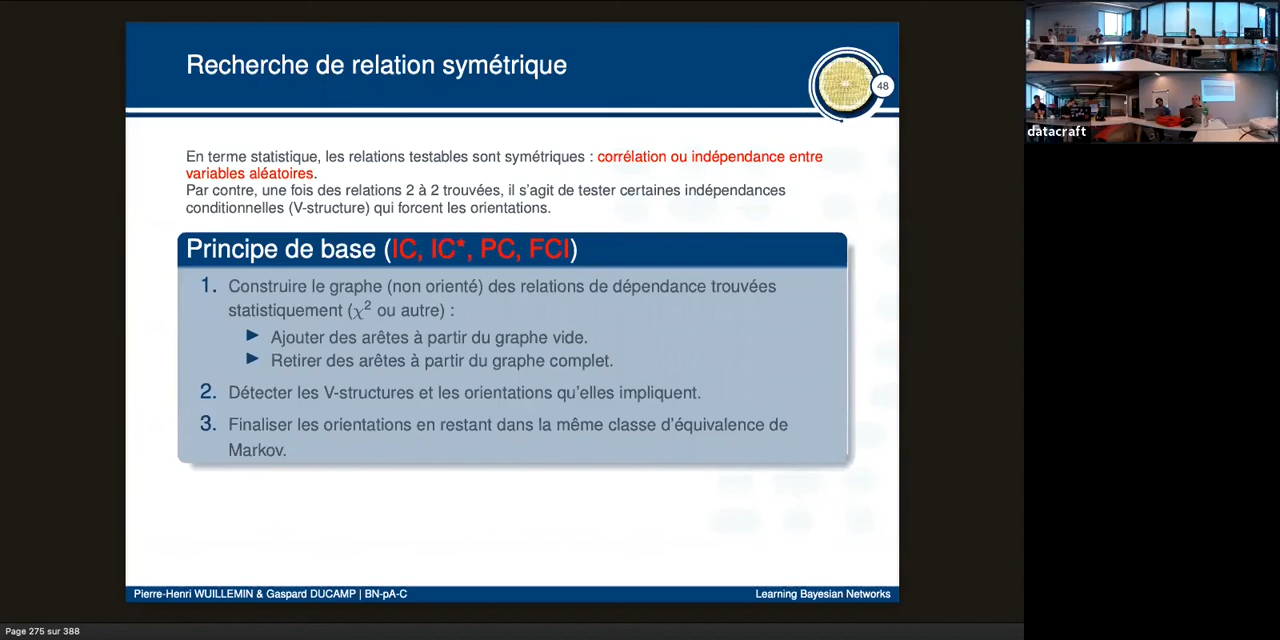 Recherche de relation symétrique
48
datacraft
En terme statistique, les relations testables sont symétriques : corrélation ou indépendance entre
variables aléatoires.
Par contre, une fois des relations 2 à 2 trouvées, il s'agit de tester certaines indépendances
conditionnelles (V-structure) qui forcent les orientations.
Principe de base (IC, IC*, PC, FCI)
1. Construire le graphe (non orienté) des relations de dépendance trouvées
statistiquement (χ² ou autre) :
► Ajouter des arêtes à partir du graphe vide.
► Retirer des arêtes à partir du graphe complet.
2. Détecter les V-structures et les orientations qu'elles impliquent.
3. Finaliser les orientations en restant dans la même classe d'équivalence de
Markov.
Pierre-Henri WUILLEMIN & Gaspard DUCAMP | BN-pA-C
Learning Bayesian Networks
Page 275 sur 388